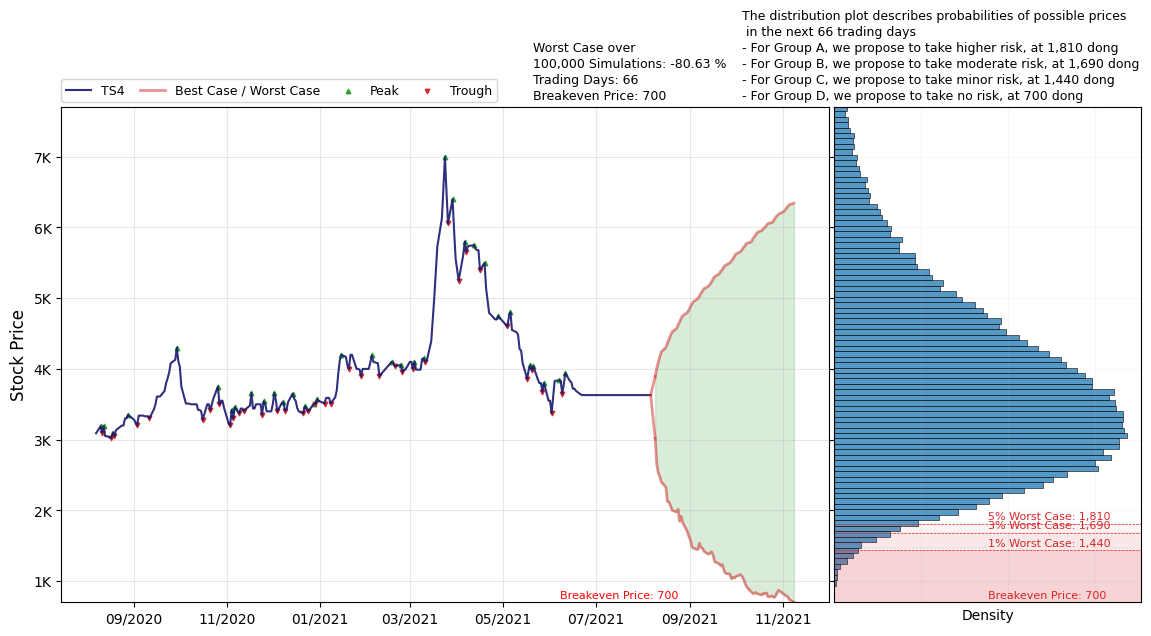 The distribution plot describes probabilities of possible prices
in the next 66 trading days
- For Group A, we propose to take higher risk, at 1,810 dong
- For Group B, we propose to take moderate risk, at 1,690 dong
- For Group C, we propose to take minor risk, at 1,440 dong
- For Group D, we propose to take no risk, at 700 dong
Worst Case over
100,000 Simulations: -80.63 %
Trading Days: 66
Breakeven Price: 700
TS4 Best Case / Worst Case Peak Trough
Stock Price
7K
6K
5K
4K
3K
2K
1K
09/2020 11/2020 01/2021 03/2021 05/2021 07/2021 09/2021 11/2021
Breakeven Price: 700
5% Worst Case: 1,810
3% Worst Case: 1,690
1% Worst Case: 1,440
Breakeven Price: 700
Density